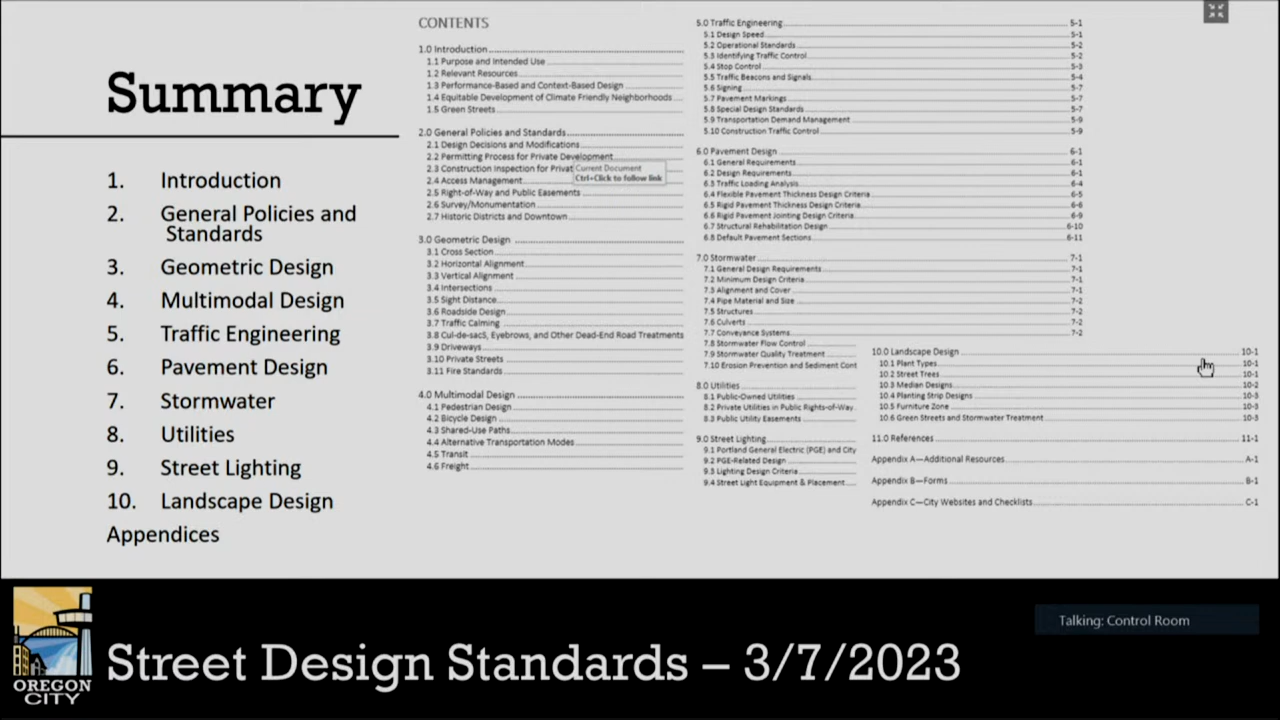 Summary
1. Introduction
2. General Policies and
Standards
3. Geometric Design
4. Multimodal Design
5. Traffic Engineering
6. Pavement Design
7. Stormwater
8. Utilities
9. Street Lighting
10. Landscape Design
Appendices
CONTENTS
1.0 Introduction
1.1 Purpose and Intended Use
1.2 Relevant Resources
1.3 Performance-Based and Context-Based Design
1.4 Equitable Development of Climate Friendly Neighborhoods
1.5 Green Streets
2.0 General Policies and Standards
2.1 Design Decisions and Modifications
2.2 Permitting Process for Private Development
2.3 Construction Inspection for Privat
Current Document
Ctrl+Click to follow link
2.4 Access Management
2.5 Right-of-Way and Public Easements
2.6 Survey/Monumentation
2.7 Historic Districts and Downtown
3.0 Geometric Design
3.1 Cross Section
3.2 Horizontal Alignment
3.3 Vertical Alignment
3.4 Intersections
3.5 Sight Distance
3.6 Roadside Design
3.7 Traffic Calming
3.8 Cul-de-sacS, Eyebrows, and Other Dead-End Road Treatments
3.9 Driveways
3.10 Private Streets
3.11 Fire Standards
4.0 Multimodal Design
4.1 Pedestrian Design
4.2 Bicycle Design
4.3 Shared-Use Paths
4.4 Alternative Transportation Modes
4.5 Transit
4.6 Freight
5.0 Traffic Engineering 5-1
5.1 Design Speed 5-1
5.2 Operational Standards 5-2
5.3 Identifying Traffic Control 5-2
5.4 Stop Control 5-3
5.5 Traffic Beacons and Signals 5-4
5.6 Signing 5-7
5.7 Pavement Markings 5-7
5.8 Special Design Standards 5-7
5.9 Transportation Demand Management 5-9
5.10 Construction Traffic Control 5-9
6.0 Pavement Design 6-1
6.1 General Requirements 6-1
6.2 Design Requirements 6-1
6.3 Traffic Loading Analysis 6-4
6.4 Flexible Pavement Thickness Design Criteria 6-5
6.5 Rigid Pavement Thickness Design Criteria 6-6
6.6 Rigid Pavement Jointing Design Criteria 6-9
6.7 Structural Rehabilitation Design 6-10
6.8 Default Pavement Sections 6-11
7.0 Stormwater 7-1
7.1 General Design Requirements 7-1
7.2 Minimum Design Criteria 7-1
7.3 Alignment and Cover 7-1
7.4 Pipe Material and Size 7-2
7.5 Structures 7-2
7.6 Culverts 7-2
7.7 Conveyance Systems 7-2
7.8 Stormwater Flow Control
7.9 Stormwater Quality Treatment
7.10 Erosion Prevention and Sediment Cont
8.0 Utilities
8.1 Public-Owned Utilities
8.2 Private Utilities in Public Rights-of-Way
8.3 Public Utility Easements
9.0 Street Lighting
9.1 Portland General Electric (PGE) and City
9.2 PGE-Related Design
9.3 Lighting Design Criteria
9.4 Street Light Equipment & Placement
10.0 Landscape Design 10-1
10.1 Plant Types 10-1
10.2 Street Trees 10-1
10.3 Median Designs 10-2
10.4 Planting Strip Designs 10-3
10.5 Furniture Zone 10-3
10.6 Green Streets and Stormwater Treatment 10-3
11.0 References 11-1
Appendix A—Additional Resources A-1
Appendix B—Forms B-1
Appendix C—City Websites and Checklists C-1
Talking: Control Room
OREGON
CITY
Street Design Standards – 3/7/2023